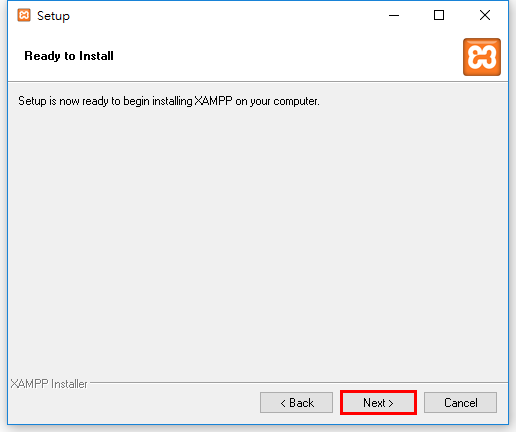 Setup
Ready to Install
Setup is now ready to begin installing XAMPP on your computer.
XAMPP Installer
< Back
Next >
Cancel